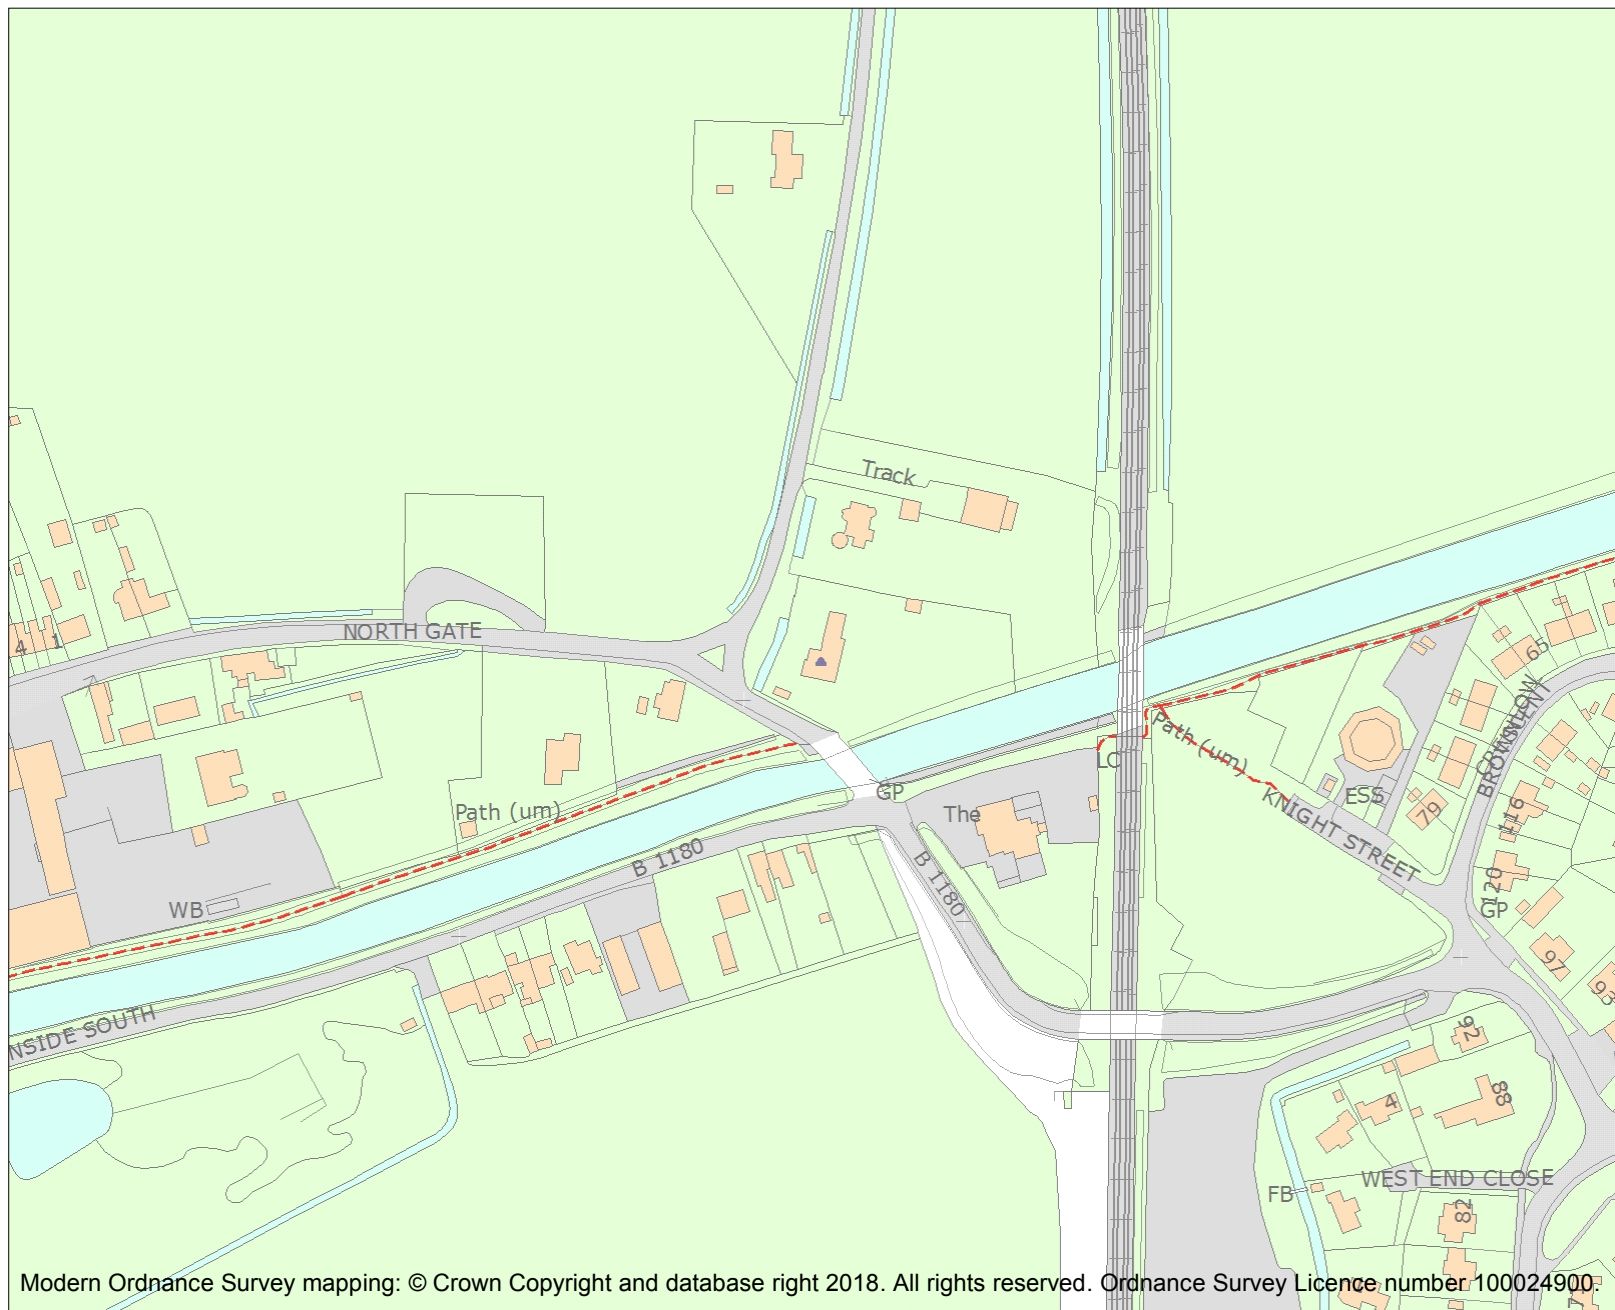 Track
NORTH GATE
4
1
65
Path (um)
BROWNLOW
CRESCENT
LC
GP
ESS
79
Path (um)
The
KNIGHT STREET
116
B 1180
B 1180
120
WB
GP
97
93
NSIDE SOUTH
92
88
4
WEST END CLOSE
FB
82
Modern Ordnance Survey mapping: © Crown Copyright and database right 2018. All rights reserved. Ordnance Survey Licence number 100024900.